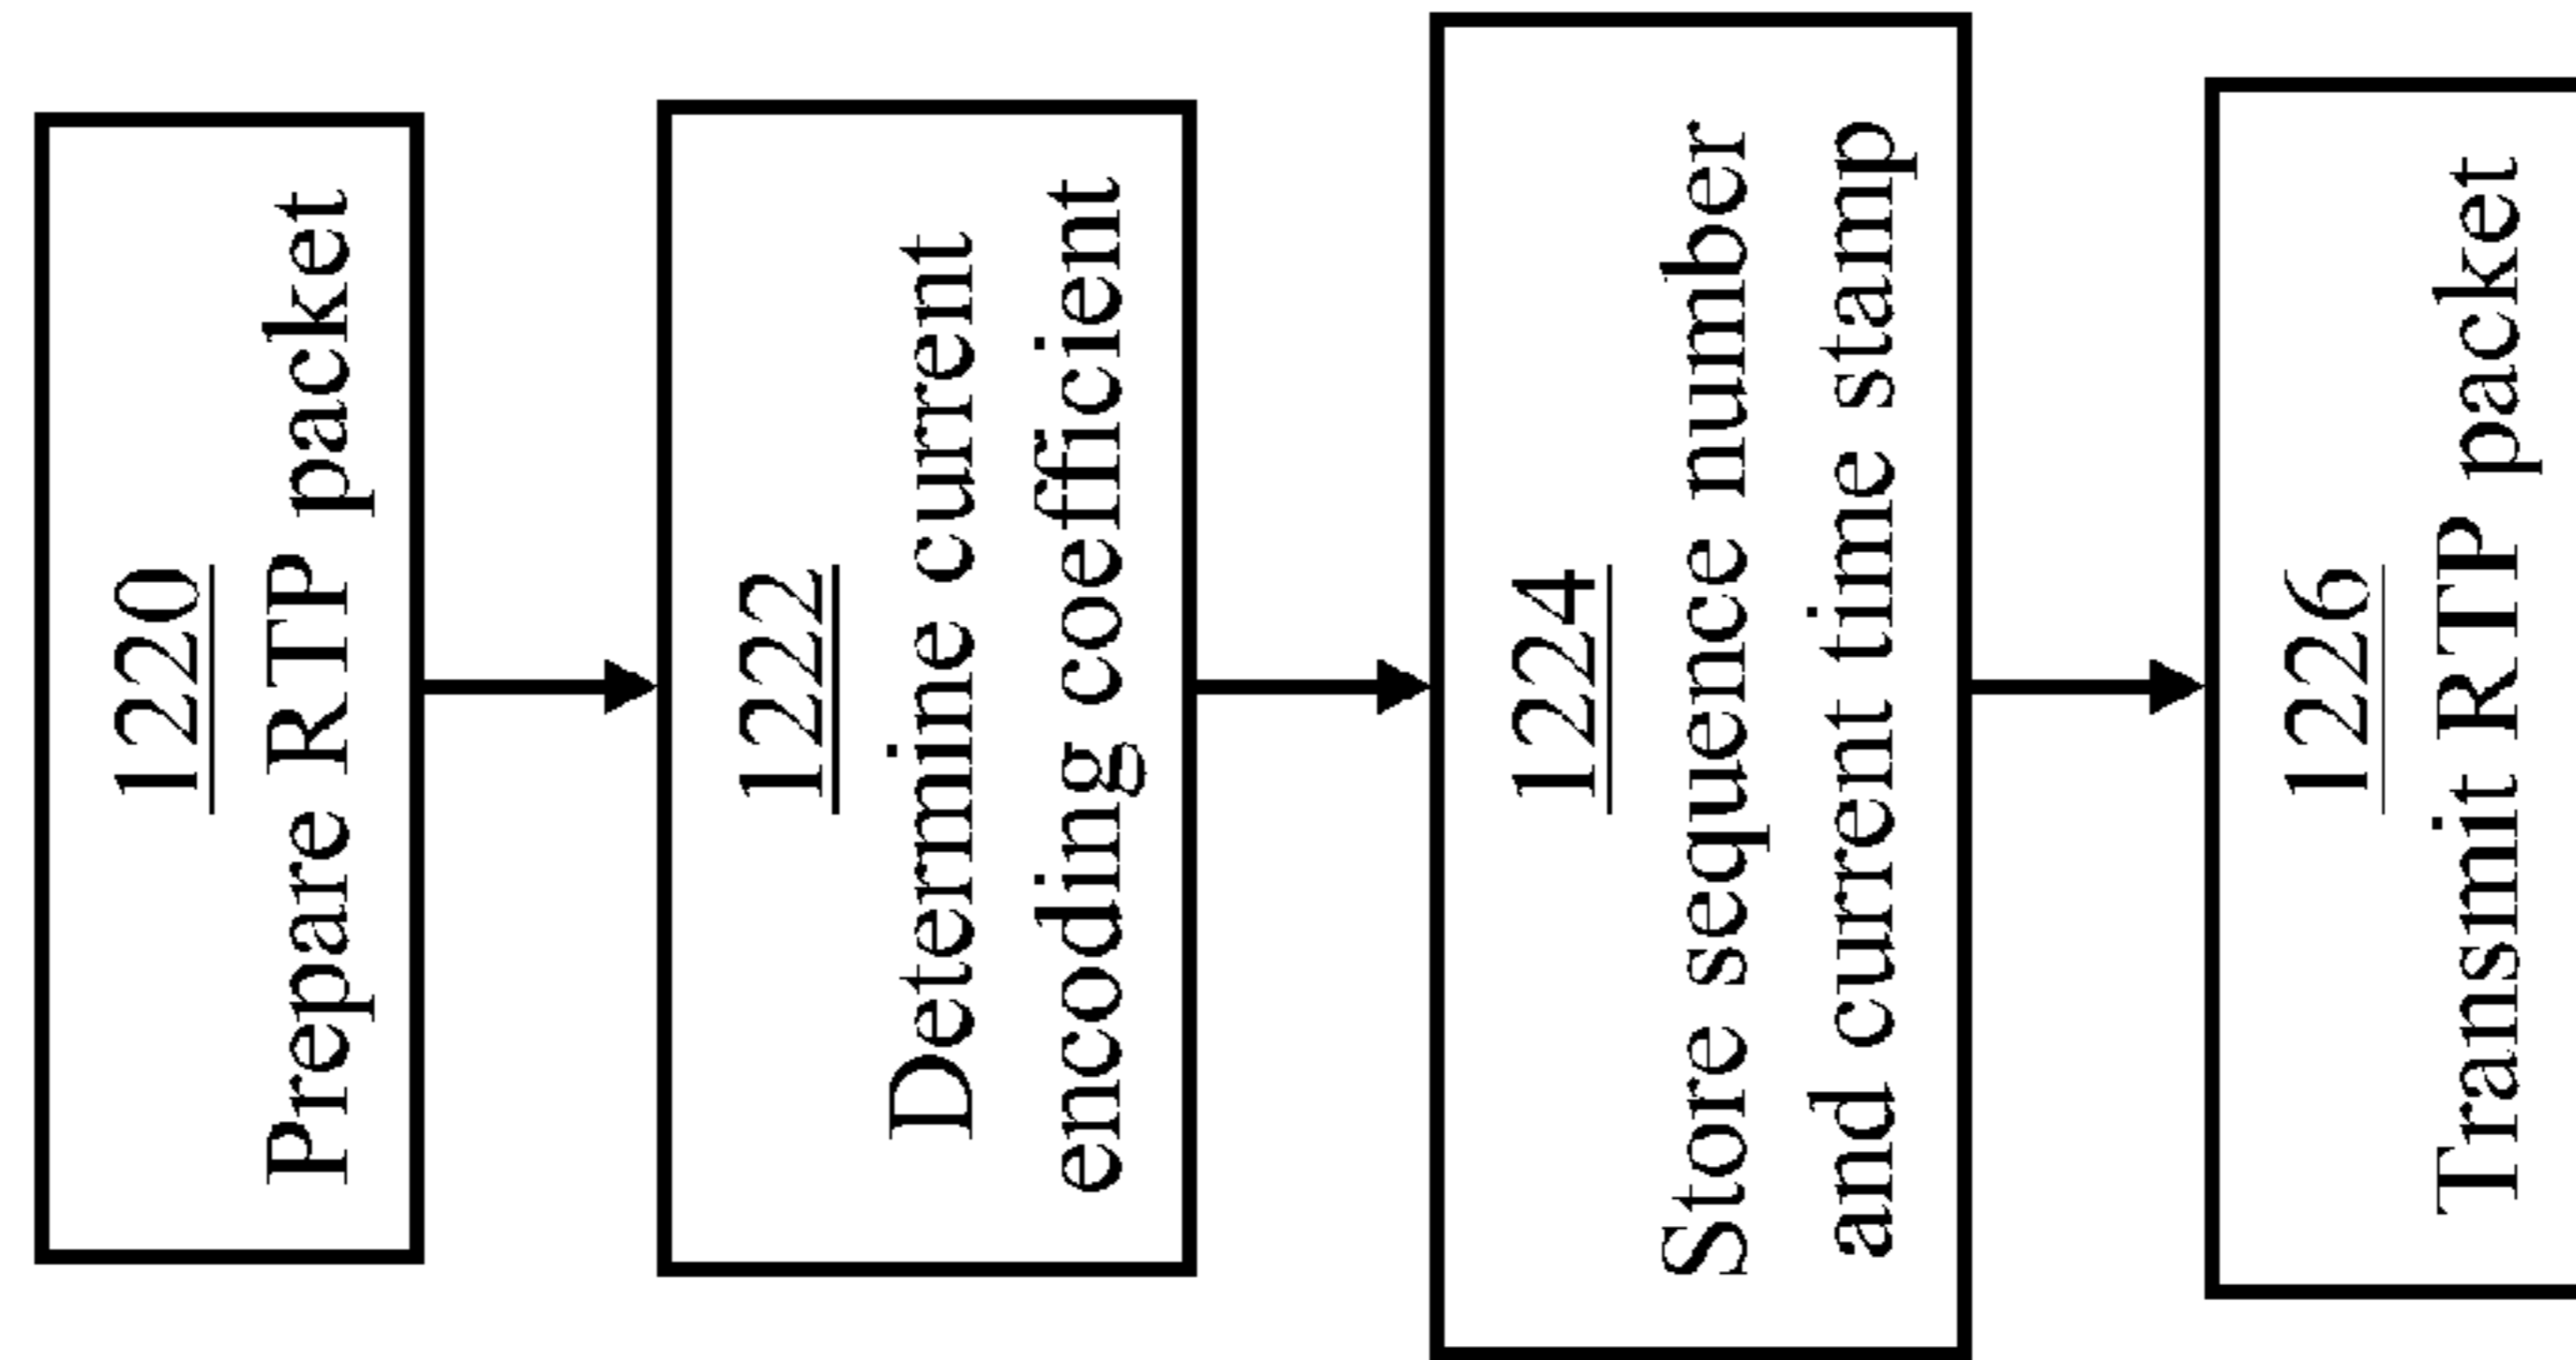 1220
Prepare RTP packet
1222
Determine current
encoding coefficient
1224
Store sequence number
and current time stamp
1226
Transmit RTP packet